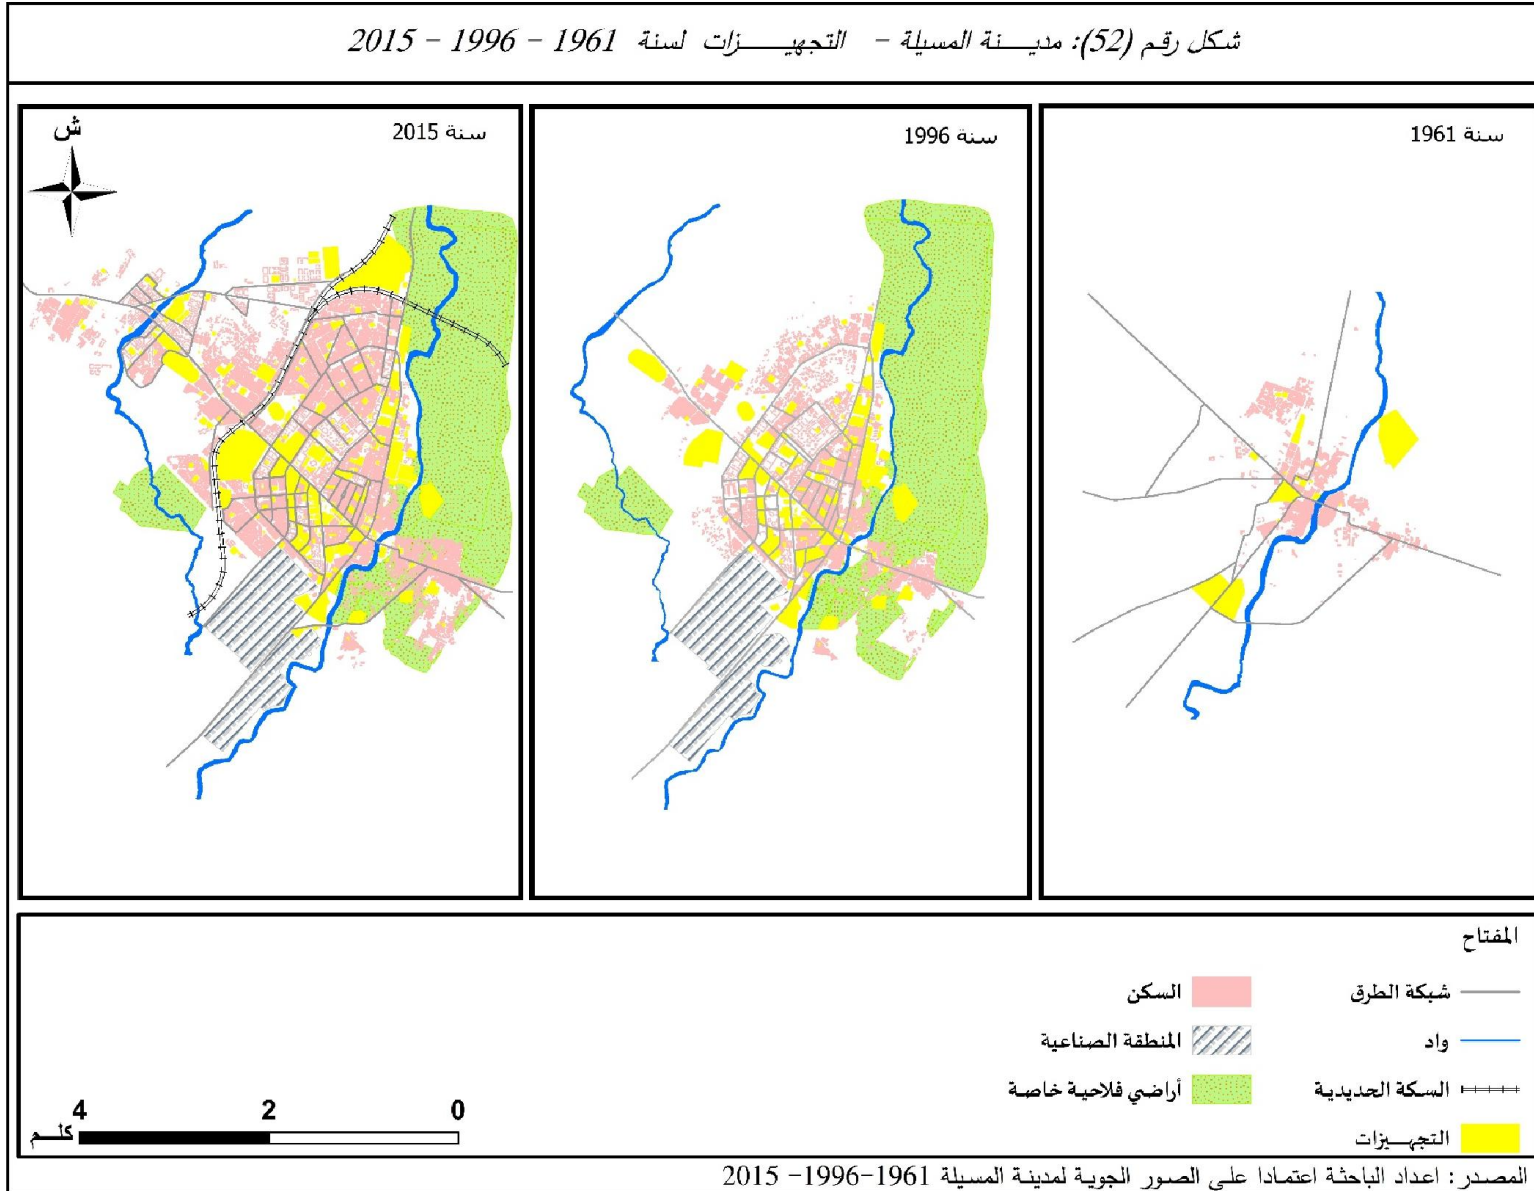 شكل رقم (52): مدينة المسيلة - التجهيزات لسنة 1961 - 1996 - 2015
سنة 1961
سنة 1996
سنة 2015
ش
المفتاح
شبكة الطرق
السكن
واد
المنطقة الصناعية
السكة الحديدية
أراضي فلاحية خاصة
التجهيزات
4 2 0
كلم
المصدر: اعداد الباحثة اعتمادا على الصور الجوية لمدينة المسيلة 1961-1996- 2015